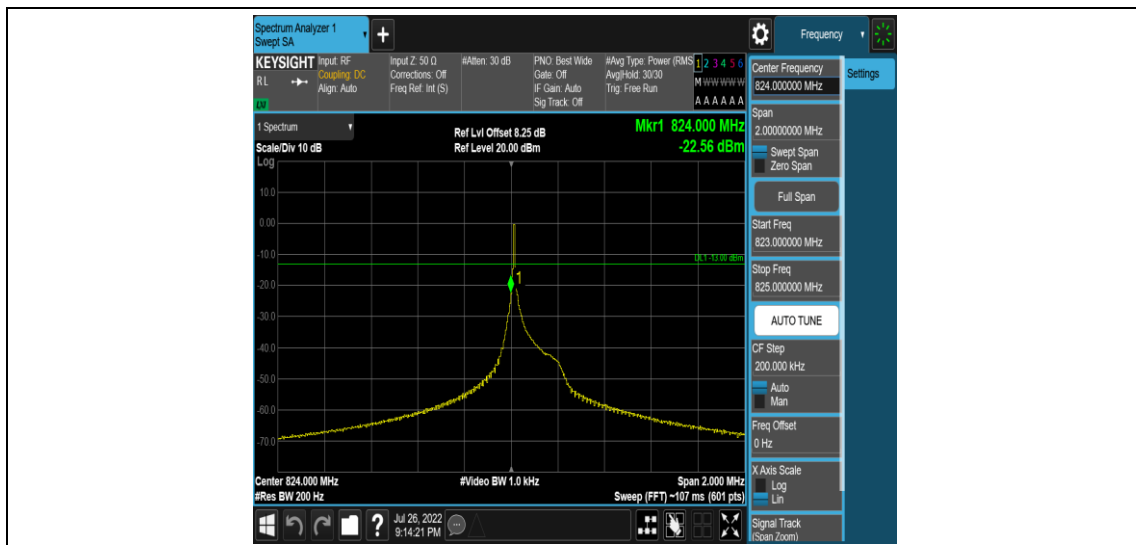 Spectrum Analyzer 1
Swept SA
+
Frequency
KEYSIGHT
R L
LXI
Input: RF
Coupling: DC
Align: Auto
Input Z: 50 Ω
Corrections: Off
Freq Ref: Int (S)
#Atten: 30 dB
PNO: Best Wide
Gate: Off
IF Gain: Auto
Sig Track: Off
#Avg Type: Power (RMS
Avg|Hold: 30/30
Trig: Free Run
1 2 3 4 5 6
M W W W W W
A A A A A A
1 Spectrum
Scale/Div 10 dB
Ref Lvl Offset 8.25 dB
Ref Level 20.00 dBm
Mkr1 824.000 MHz
-22.56 dBm
Log
10.0
0.00
-10.0
-20.0
-30.0
-40.0
-50.0
-60.0
-70.0
DL1 -13.00 dBm
1
Center 824.000 MHz
#Res BW 200 Hz
#Video BW 1.0 kHz
Span 2.000 MHz
Sweep (FFT) ~107 ms (601 pts)
Center Frequency
824.000000 MHz
Settings
Span
2.00000000 MHz
Swept Span
Zero Span
Full Span
Start Freq
823.000000 MHz
Stop Freq
825.000000 MHz
AUTO TUNE
CF Step
200.000 kHz
Auto
Man
Freq Offset
0 Hz
X Axis Scale
Log
Lin
Signal Track
(Span Zoom)
?
Jul 26, 2022
9:14:21 PM